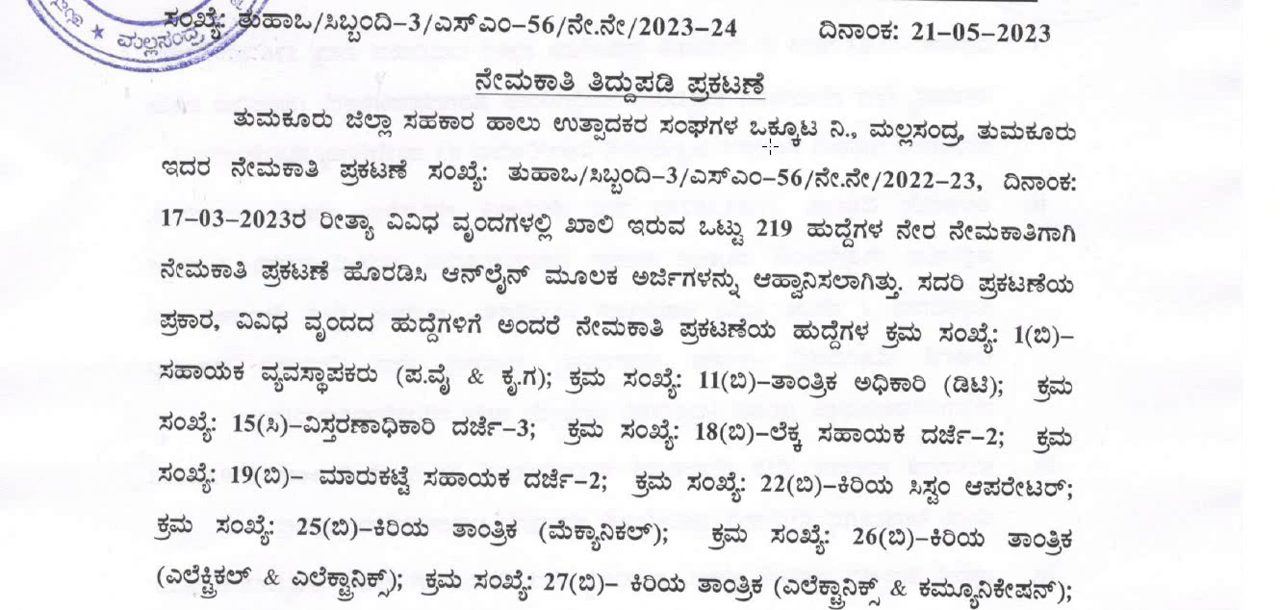 ಮಲ್ಲಸಂದ್ರ
ಸಂಖ್ಯೆ: ತುಹಾಒ/ಸಿಬ್ಬಂದಿ–3/ಎಸ್ಎಂ–56/ನೇ.ನೇ/2023–24 ದಿನಾಂಕ: 21–05–2023
ನೇಮಕಾತಿ ತಿದ್ದುಪಡಿ ಪ್ರಕಟಣೆ
ತುಮಕೂರು ಜಿಲ್ಲಾ ಸಹಕಾರ ಹಾಲು ಉತ್ಪಾದಕರ ಸಂಘಗಳ ಒಕ್ಕೂಟ ನಿ., ಮಲ್ಲಸಂದ್ರ, ತುಮಕೂರು
ಇದರ ನೇಮಕಾತಿ ಪ್ರಕಟಣೆ ಸಂಖ್ಯೆ: ತುಹಾಒ/ಸಿಬ್ಬಂದಿ–3/ಎಸ್ಎಂ–56/ನೇ.ನೇ/2022–23, ದಿನಾಂಕ:
17–03–2023ರ ರೀತ್ಯಾ ವಿವಿಧ ವೃಂದಗಳಲ್ಲಿ ಖಾಲಿ ಇರುವ ಒಟ್ಟು 219 ಹುದ್ದೆಗಳ ನೇರ ನೇಮಕಾತಿಗಾಗಿ
ನೇಮಕಾತಿ ಪ್ರಕಟಣೆ ಹೊರಡಿಸಿ ಆನ್‌ಲೈನ್ ಮೂಲಕ ಅರ್ಜಿಗಳನ್ನು ಆಹ್ವಾನಿಸಲಾಗಿತ್ತು. ಸದರಿ ಪ್ರಕಟಣೆಯ
ಪ್ರಕಾರ, ವಿವಿಧ ವೃಂದದ ಹುದ್ದೆಗಳಿಗೆ ಅಂದರೆ ನೇಮಕಾತಿ ಪ್ರಕಟಣೆಯ ಹುದ್ದೆಗಳ ಕ್ರಮ ಸಂಖ್ಯೆ: 1(ಬಿ)–
ಸಹಾಯಕ ವ್ಯವಸ್ಥಾಪಕರು (ಪ.ವೈ & ಕೃ.ಗ); ಕ್ರಮ ಸಂಖ್ಯೆ: 11(ಬಿ)–ತಾಂತ್ರಿಕ ಅಧಿಕಾರಿ (ಡಿಟಿ); ಕ್ರಮ
ಸಂಖ್ಯೆ: 15(ಸಿ)–ವಿಸ್ತರಣಾಧಿಕಾರಿ ದರ್ಜೆ–3; ಕ್ರಮ ಸಂಖ್ಯೆ: 18(ಬಿ)–ಲೆಕ್ಕ ಸಹಾಯಕ ದರ್ಜೆ–2; ಕ್ರಮ
ಸಂಖ್ಯೆ: 19(ಬಿ)– ಮಾರುಕಟ್ಟೆ ಸಹಾಯಕ ದರ್ಜೆ–2; ಕ್ರಮ ಸಂಖ್ಯೆ: 22(ಬಿ)–ಕಿರಿಯ ಸಿಸ್ಟಂ ಆಪರೇಟರ್;
ಕ್ರಮ ಸಂಖ್ಯೆ: 25(ಬಿ)–ಕಿರಿಯ ತಾಂತ್ರಿಕ (ಮೆಕ್ಯಾನಿಕಲ್); ಕ್ರಮ ಸಂಖ್ಯೆ: 26(ಬಿ)–ಕಿರಿಯ ತಾಂತ್ರಿಕ
(ಎಲೆಕ್ಟ್ರಿಕಲ್ & ಎಲೆಕ್ಟ್ರಾನಿಕ್ಸ್); ಕ್ರಮ ಸಂಖ್ಯೆ: 27(ಬಿ)– ಕಿರಿಯ ತಾಂತ್ರಿಕ (ಎಲೆಕ್ಟ್ರಾನಿಕ್ಸ್ & ಕಮ್ಯೂನಿಕೇಷನ್);